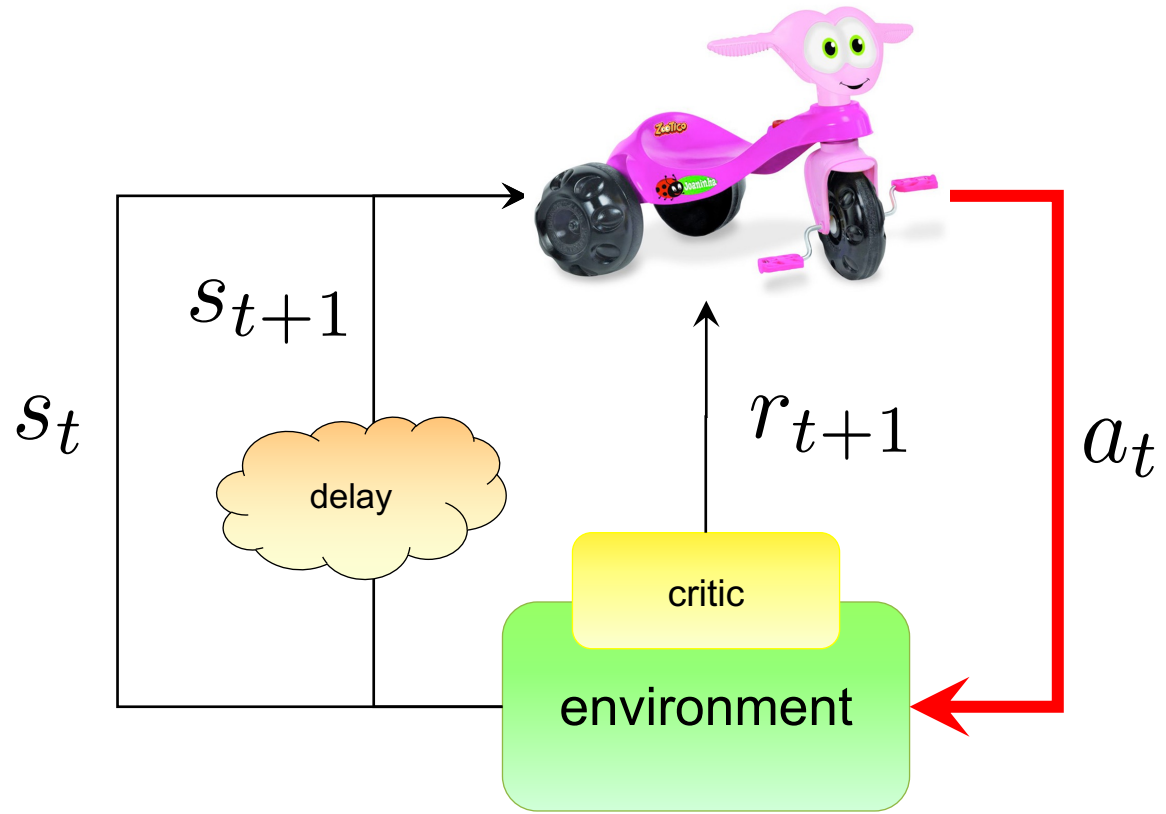 ZOOTICO
Joaninha
s_{t+1}
s_t
r_{t+1}
a_t
delay
critic
environment